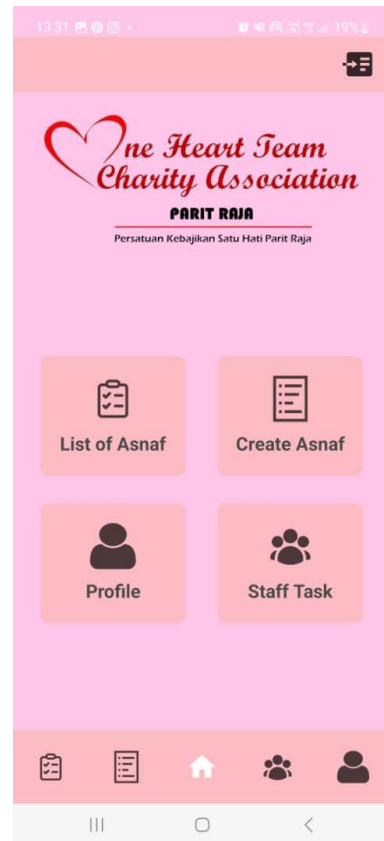 13:31
19%
One Heart Team
Charity Association
PARIT RAJA
Persatuan Kebajikan Satu Hati Parit Raja
List of Asnaf
Create Asnaf
Profile
Staff Task